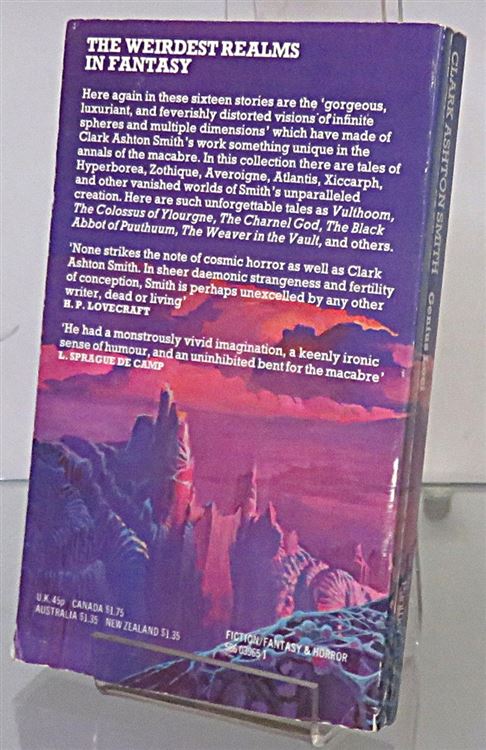 THE WEIRDEST REALMS
IN FANTASY
Here again in these sixteen stories are the 'gorgeous,
luxuriant, and feverishly distorted visions of infinite
spheres and multiple dimensions' which have made of
Clark Ashton Smith's work something unique in the
annals of the macabre. In this collection there are tales of
Hyperborea, Zothique, Averoigne, Atlantis, Xiccarph,
and other vanished worlds of Smith's unparalleled
creation. Here are such unforgettable tales as Vulthoom,
The Colossus of Ylourgne, The Charnel God, The Black
Abbot of Puuthuum, The Weaver in the Vault, and others.
'None strikes the note of cosmic horror as well as Clark
Ashton Smith. In sheer daemonic strangeness and fertility
of conception, Smith is perhaps unexcelled by any other
writer, dead or living'
H. P. LOVECRAFT
'He had a monstrously vivid imagination, a keenly ironic
sense of humour, and an uninhibited bent for the macabre'
L. SPRAGUE DE CAMP
U.K. 45p CANADA $1.75
AUSTRALIA $1.35 NEW ZEALAND $1.35
FICTION/FANTASY & HORROR
586 03965 1
CLARK ASHTON SMITH Genius Loci